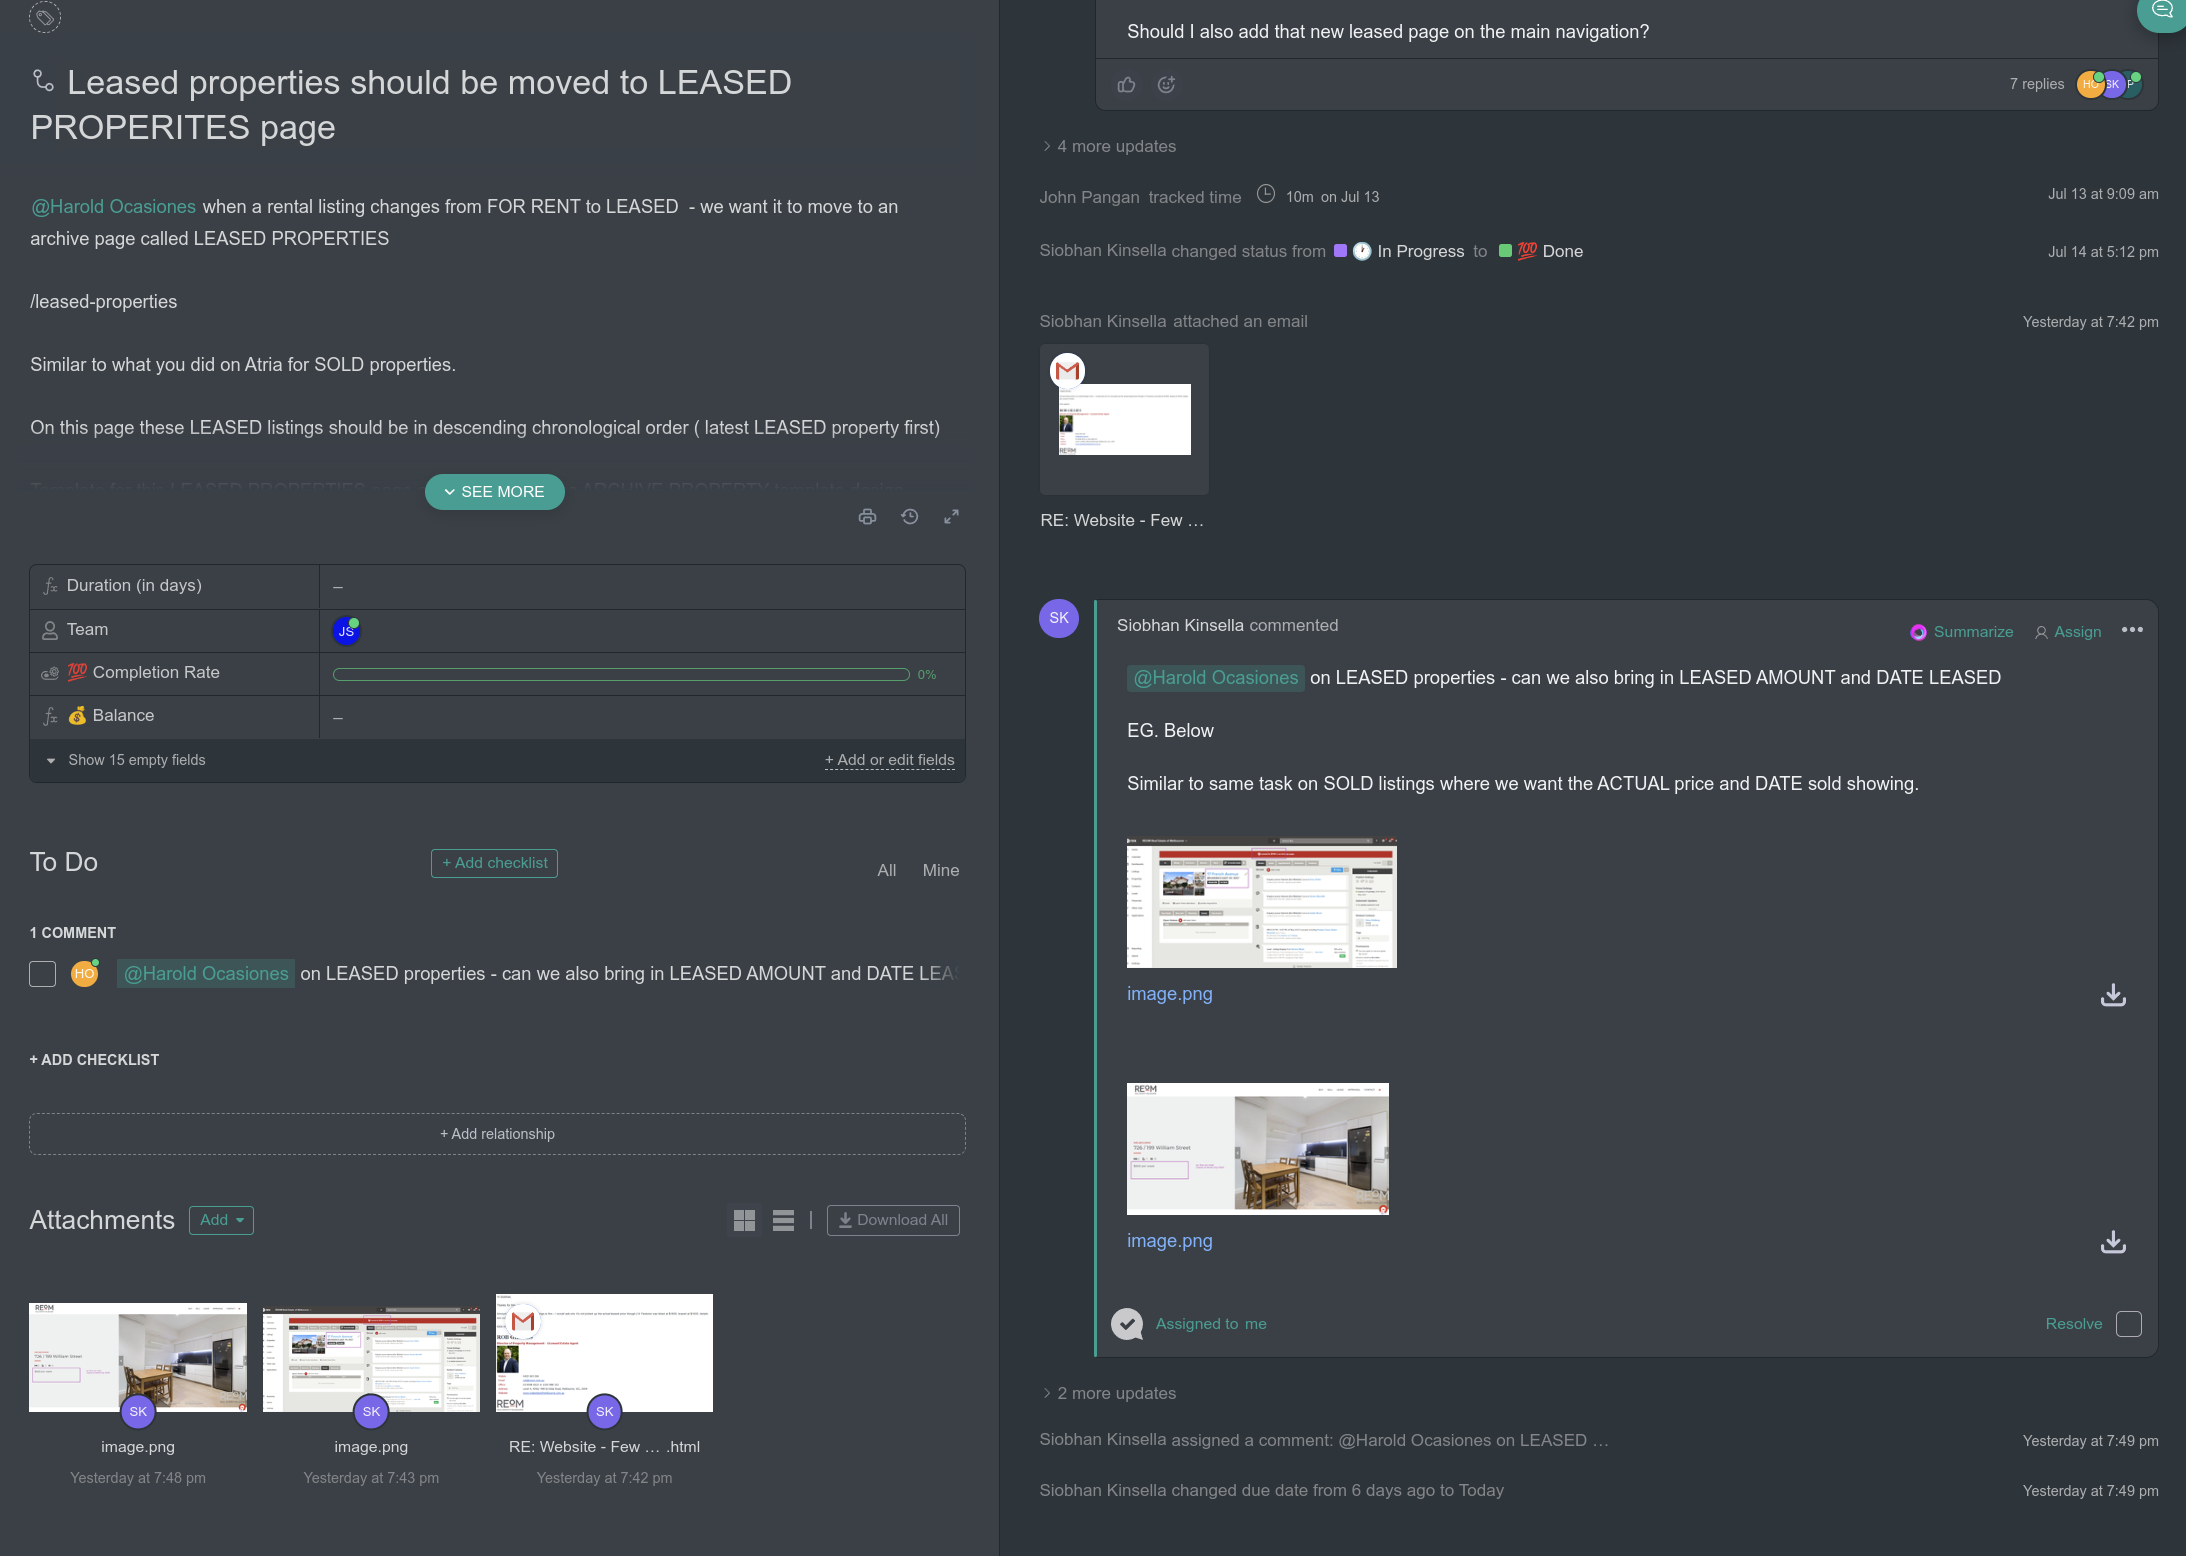 Leased properties should be moved to LEASED
PROPERITES page
@Harold Ocasiones when a rental listing changes from FOR RENT to LEASED - we want it to move to an
archive page called LEASED PROPERTIES
/leased-properties
Similar to what you did on Atria for SOLD properties.
On this page these LEASED listings should be in descending chronological order ( latest LEASED property first)
SEE MORE
Duration (in days) –
Team JS
💯 Completion Rate 0%
💰 Balance –
Show 15 empty fields + Add or edit fields
To Do + Add checklist All Mine
1 COMMENT
HO @Harold Ocasiones on LEASED properties - can we also bring in LEASED AMOUNT and DATE LEAS
+ ADD CHECKLIST
+ Add relationship
Attachments Add | Download All
SK SK SK
image.png image.png RE: Website - Few … .html
Yesterday at 7:48 pm Yesterday at 7:43 pm Yesterday at 7:42 pm
Should I also add that new leased page on the main navigation?
7 replies HO SK P
4 more updates
John Pangan tracked time 10m on Jul 13 Jul 13 at 9:09 am
Siobhan Kinsella changed status from 🕐 In Progress to 💯 Done Jul 14 at 5:12 pm
Siobhan Kinsella attached an email Yesterday at 7:42 pm
RE: Website - Few …
SK Siobhan Kinsella commented Summarize Assign
@Harold Ocasiones on LEASED properties - can we also bring in LEASED AMOUNT and DATE LEASED
EG. Below
Similar to same task on SOLD listings where we want the ACTUAL price and DATE sold showing.
image.png
726 / 199 William Street
image.png
Assigned to me Resolve
2 more updates
Siobhan Kinsella assigned a comment: @Harold Ocasiones on LEASED … Yesterday at 7:49 pm
Siobhan Kinsella changed due date from 6 days ago to Today Yesterday at 7:49 pm